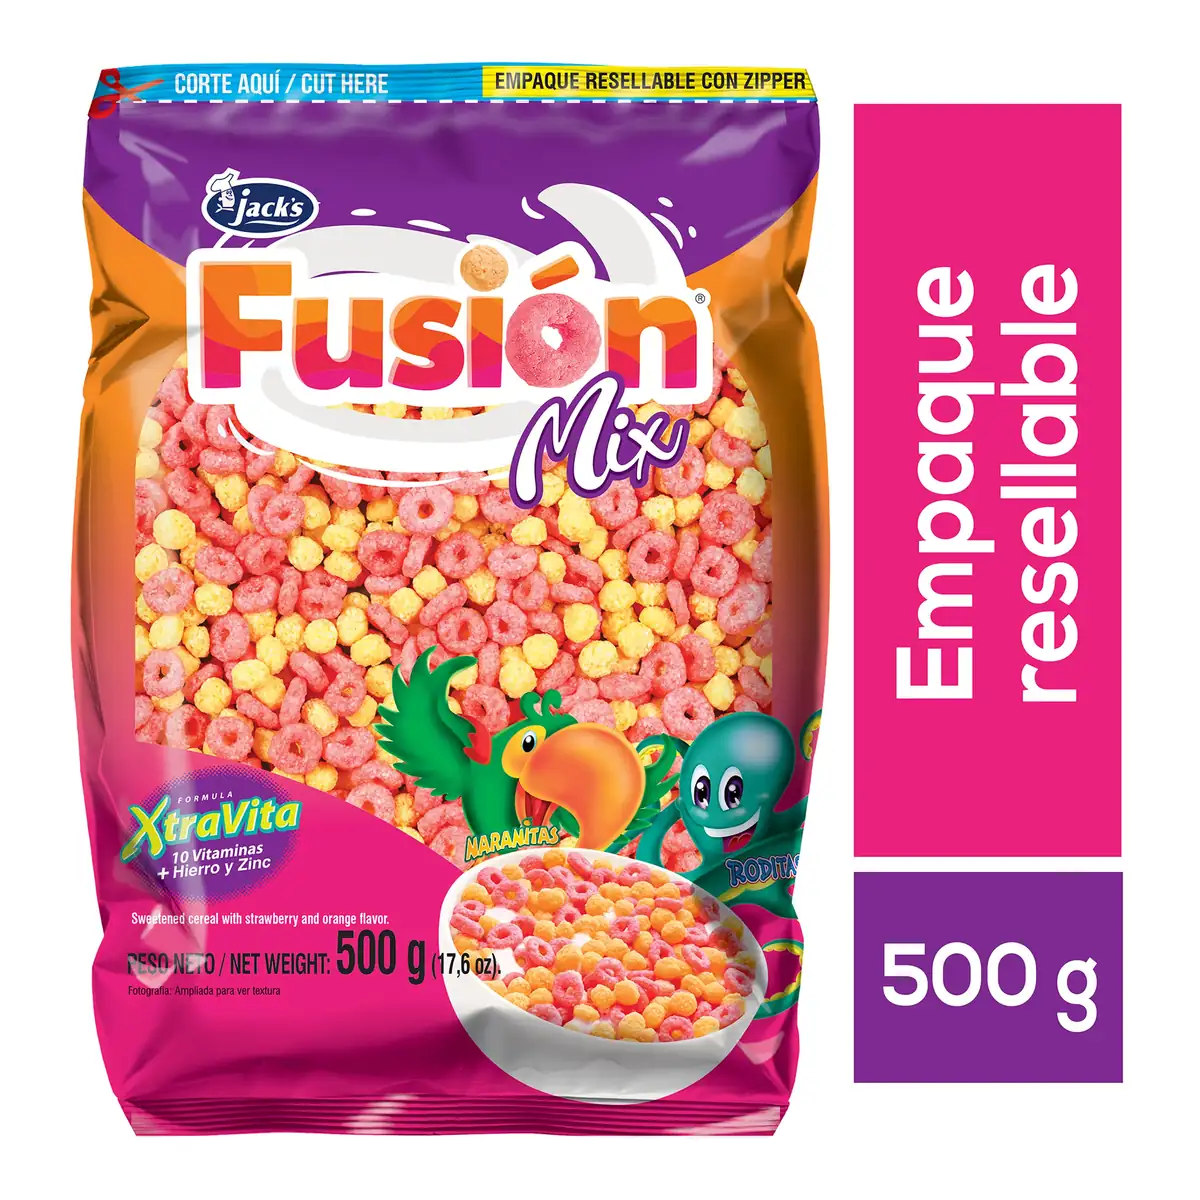 CORTE AQUÍ / CUT HERE
EMPAQUE RESELLABLE CON ZIPPER
jack's
Fusión®
Mix
FORMULA
XtraVita
10 Vitaminas
+ Hierro y Zinc
NARANJITAS
RODITAS
Sweetened cereal with strawberry and orange flavor.
PESO NETO / NET WEIGHT: 500 g (17,6 oz).
Fotografía: Ampliada para ver textura
Empaque
resellable
500 g